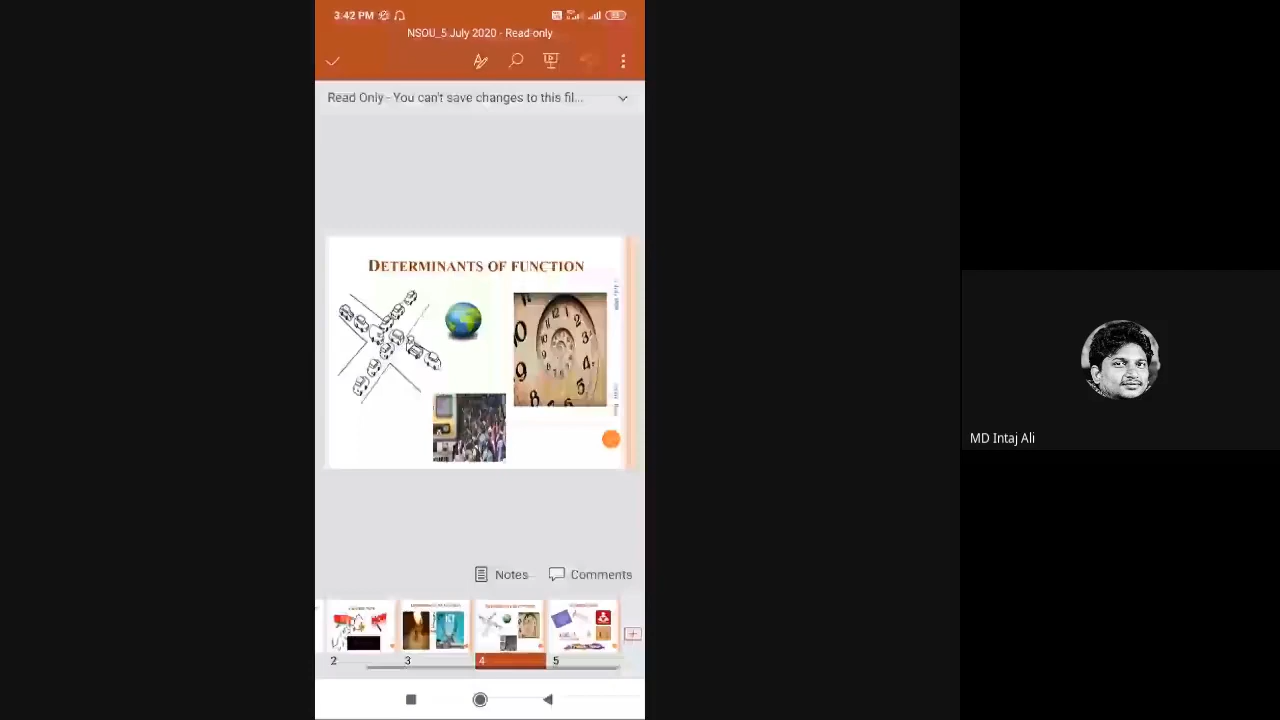 3:42 PM
NSOU_5 July 2020 - Read-only
Read Only - You can't save changes to this fil...
DETERMINANTS OF FUNCTION
Notes
Comments
2
3
4
5
MD Intaj Ali